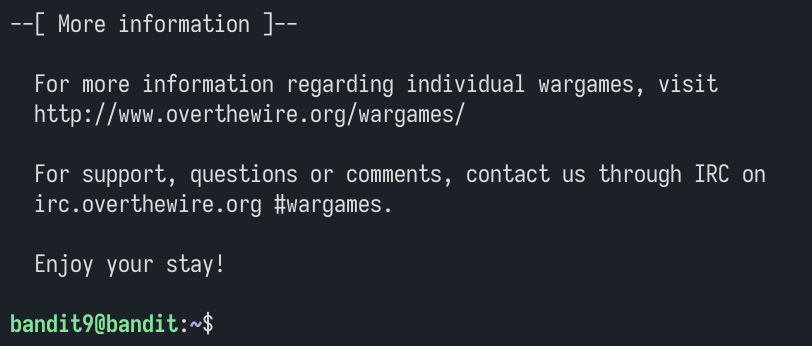 --[ More information ]--
For more information regarding individual wargames, visit
http://www.overthewire.org/wargames/
For support, questions or comments, contact us through IRC on
irc.overthewire.org #wargames.
Enjoy your stay!
bandit9@bandit:~$